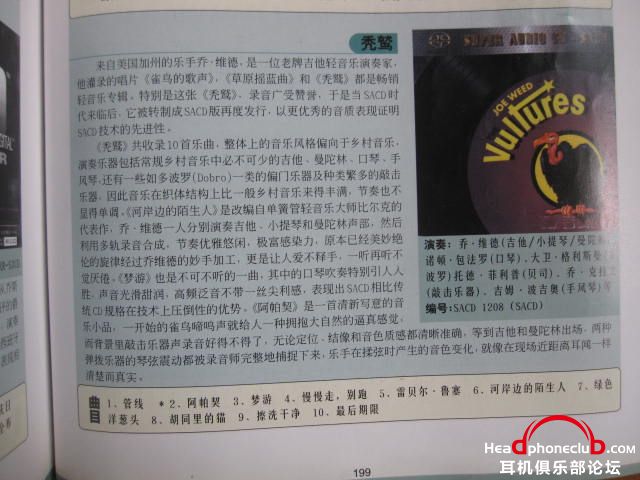 秃鹫
来自美国加州的乐手乔·维德,是一位老牌吉他轻音乐演奏家,
他灌录的唱片《雀鸟的歌声》,《草原摇蓝曲》和《秃鹫》都是畅销
轻音乐专辑。特别是这张《秃鹫》,录音广受赞誉,于是当SACD时
代来临后,它被转制成SACD版再度发行,以更优秀的音质表现证明
SACD技术的先进性。
《秃鹫》共收录10首乐曲,整体上的音乐风格偏向于乡村音乐,
演奏乐器包括常规乡村音乐中必不可少的吉他、曼陀林、口琴、手
风琴,还有一些如多波罗(Dobro)一类的偏门乐器及种类繁多的敲击
乐器,因此音乐在织体结构上比一般乡村音乐来得丰满,节奏也不
显得单调。《河岸边的陌生人》是改编自单簧管轻音乐大师比尔克的
代表作,乔·维德一人分别演奏吉他、小提琴和曼陀林声部,然后
利用多轨录音合成。节奏优雅悠闲,极富感染力,原本已经美妙绝
伦的旋律经过乔维德的妙手加工,更是让人爱不释手,一听再听不
觉厌倦。《梦游》也是不可不听的一曲,其中的口琴吹奏特别引人入
胜,声音光滑甜润,高频泛音不带一丝尖利感,表现出SACD相比传
统CD规格在技术上压倒性的优势。《阿帕契》是一首清新写意的音
乐小品,一开始的雀鸟啼鸣声就给人一种拥抱大自然的逼真感觉,
而背景里敲击乐器声录音好得不得了,无论定位、结像和音色质感都清晰准确,等到吉他和曼陀林出场,两种
弹拨乐器的琴弦震动都被录音师完整地捕捉下来,乐手在揉弦时产生的音色变化,就像在现场近距离耳闻一样
清楚而真实。
SUPER AUDIO
JOE WEED
Vultures
演奏:乔·维德(吉他/小提琴/曼陀林
诺顿·包法罗(口琴)、大卫·格利斯曼
波罗)托德·菲利普(贝司)、乔·克拉
(敲击乐器)、吉姆·波吉奥(手风琴)等
编号:SACD 1208 (SACD)
曲目
1、管线 *2、阿帕契 3、梦游 4、慢慢走,别跑 5、雷贝尔·鲁塞 6、河岸边的陌生人 7、绿色
洋葱头 8、胡同里的猫 9、擦洗干净 10、最后期限
199
HeadphoneclubD.com
耳机俱乐部论坛